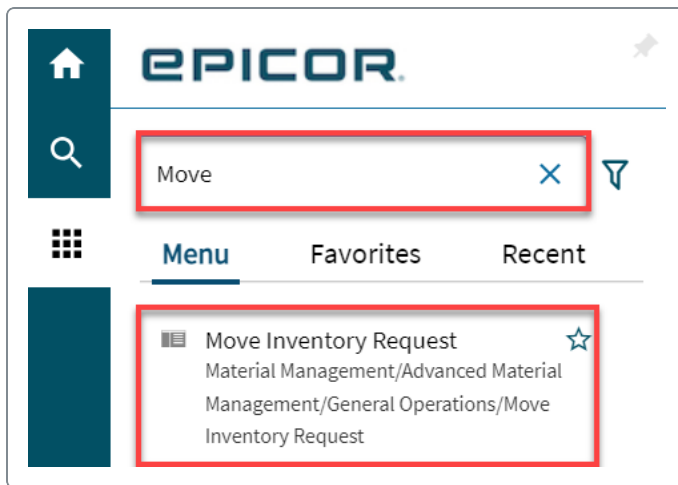 EPICOR
Move
Menu Favorites Recent
Move Inventory Request
Material Management/Advanced Material
Management/General Operations/Move
Inventory Request